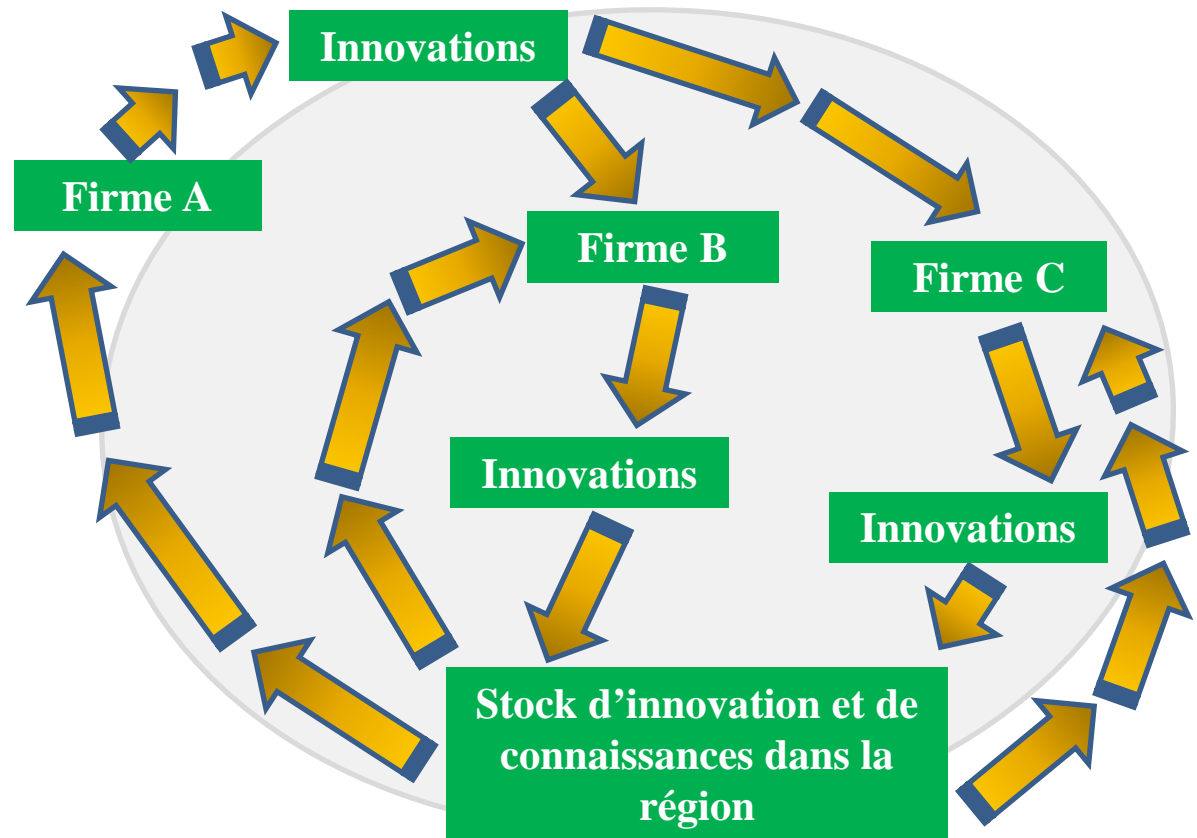 Innovations
Firme A
Firme B
Firme C
Innovations
Innovations
Stock d’innovation et de
connaissances dans la
région